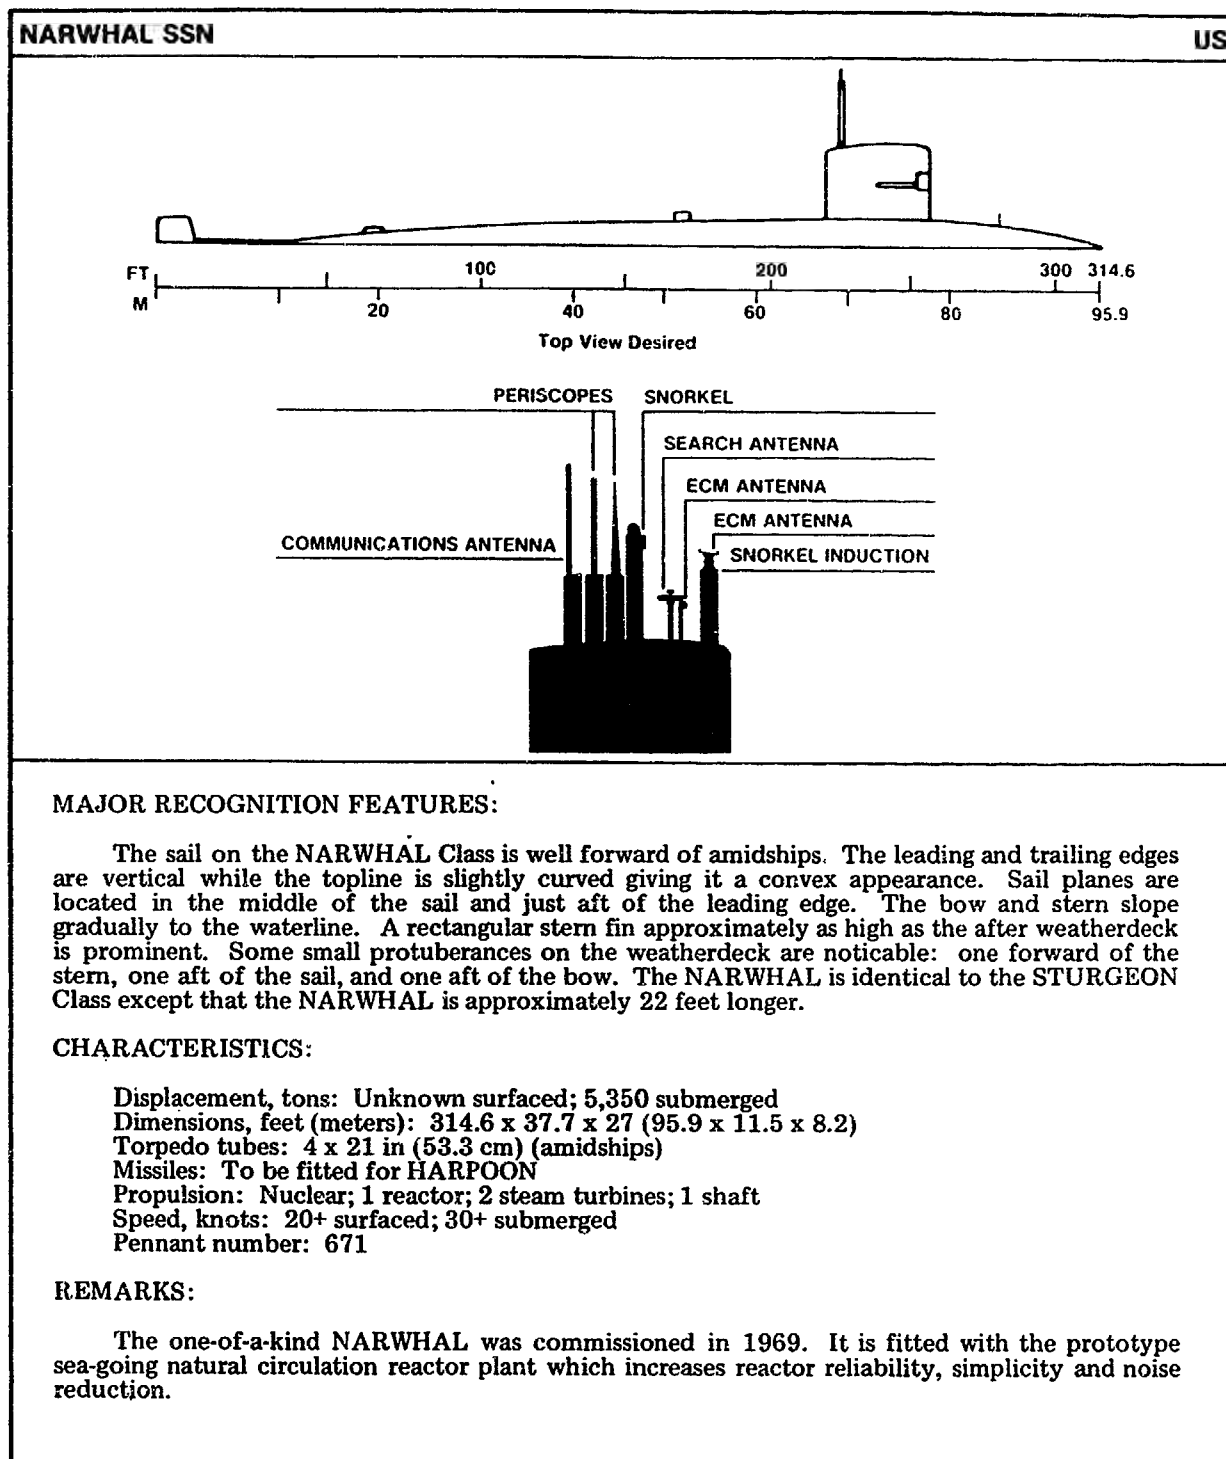 NARWHAL SSN
US
FT
100
200
300 314.6
M
20
40
60
80
95.9
Top View Desired
PERISCOPES
SNORKEL
SEARCH ANTENNA
ECM ANTENNA
ECM ANTENNA
COMMUNICATIONS ANTENNA
SNORKEL INDUCTION
MAJOR RECOGNITION FEATURES:
The sail on the NARWHAL Class is well forward of amidships. The leading and trailing edges
are vertical while the topline is slightly curved giving it a convex appearance. Sail planes are
located in the middle of the sail and just aft of the leading edge. The bow and stern slope
gradually to the waterline. A rectangular stern fin approximately as high as the after weatherdeck
is prominent. Some small protuberances on the weatherdeck are noticable: one forward of the
stern, one aft of the sail, and one aft of the bow. The NARWHAL is identical to the STURGEON
Class except that the NARWHAL is approximately 22 feet longer.
CHARACTERISTICS:
Displacement, tons: Unknown surfaced; 5,350 submerged
Dimensions, feet (meters): 314.6 x 37.7 x 27 (95.9 x 11.5 x 8.2)
Torpedo tubes: 4 x 21 in (53.3 cm) (amidships)
Missiles: To be fitted for HARPOON
Propulsion: Nuclear; 1 reactor; 2 steam turbines; 1 shaft
Speed, knots: 20+ surfaced; 30+ submerged
Pennant number: 671
REMARKS:
The one-of-a-kind NARWHAL was commissioned in 1969. It is fitted with the prototype
sea-going natural circulation reactor plant which increases reactor reliability, simplicity and noise
reduction.